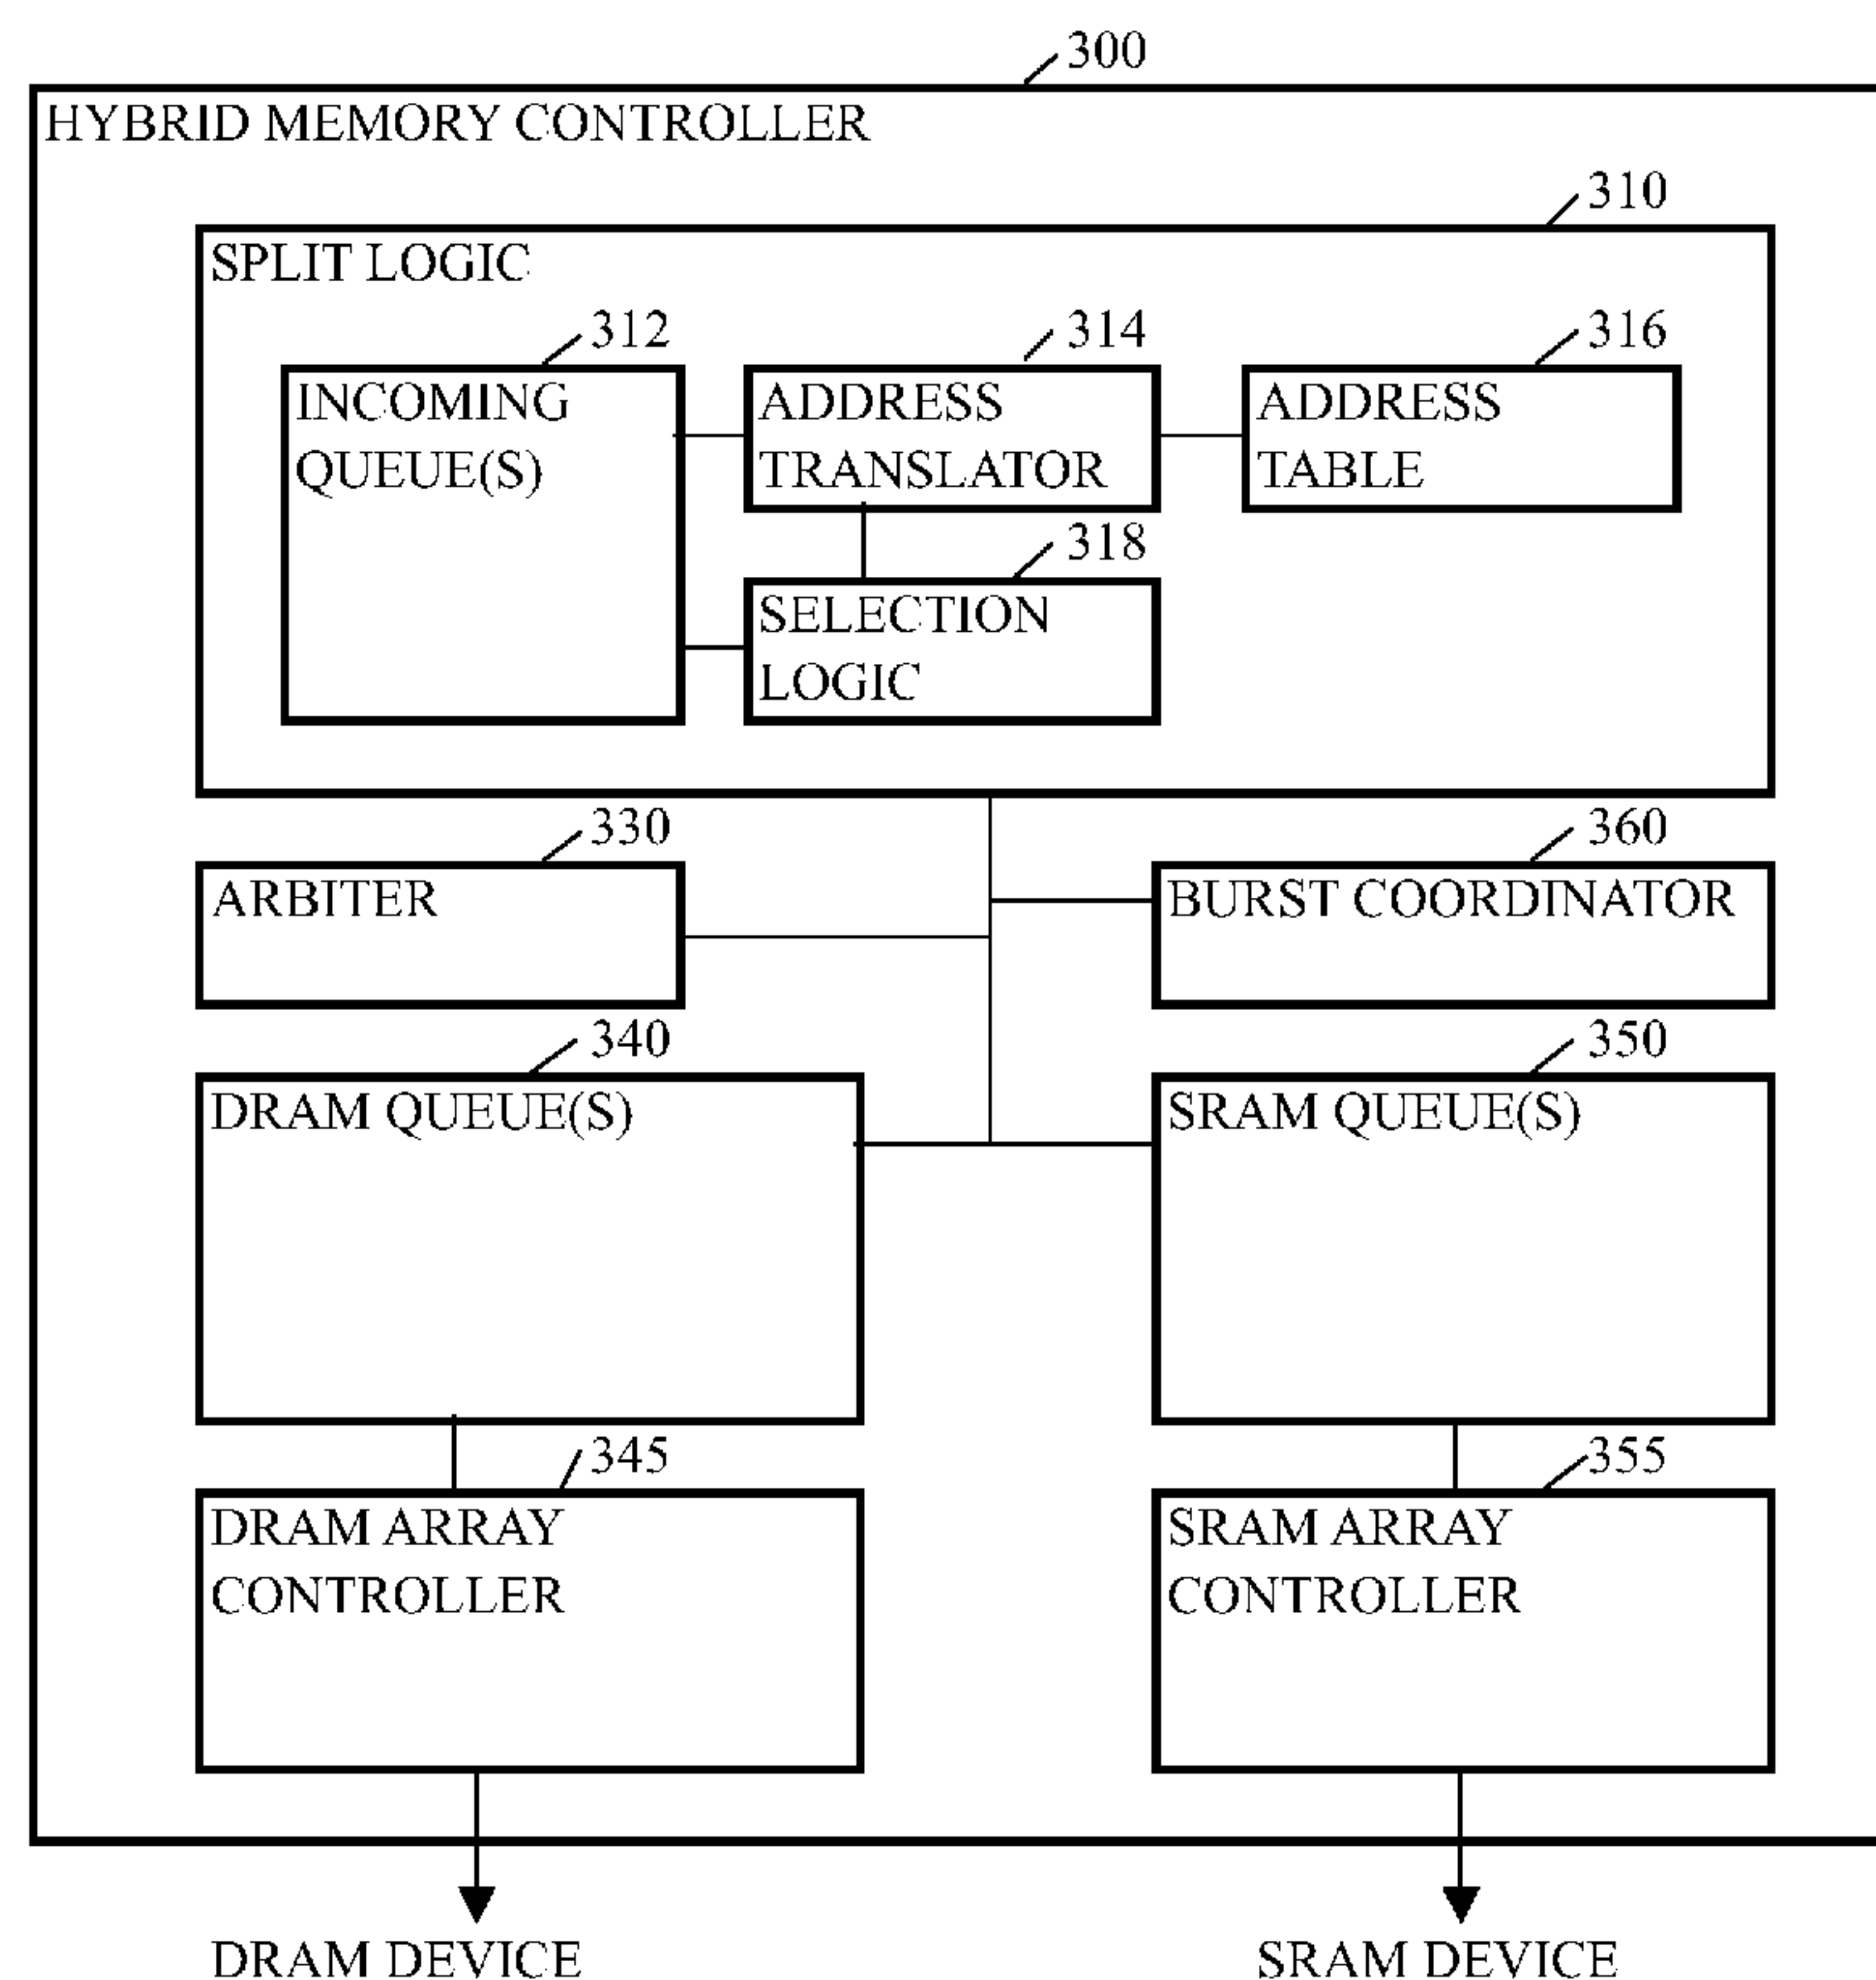 300
HYBRID MEMORY CONTROLLER
310
SPLIT LOGIC
312
314
316
INCOMING
QUEUE(S)
ADDRESS
TRANSLATOR
ADDRESS
TABLE
318
SELECTION
LOGIC
330
360
ARBITER
BURST COORDINATOR
340
350
DRAM QUEUE(S)
SRAM QUEUE(S)
345
355
DRAM ARRAY
CONTROLLER
SRAM ARRAY
CONTROLLER
DRAM DEVICE
SRAM DEVICE